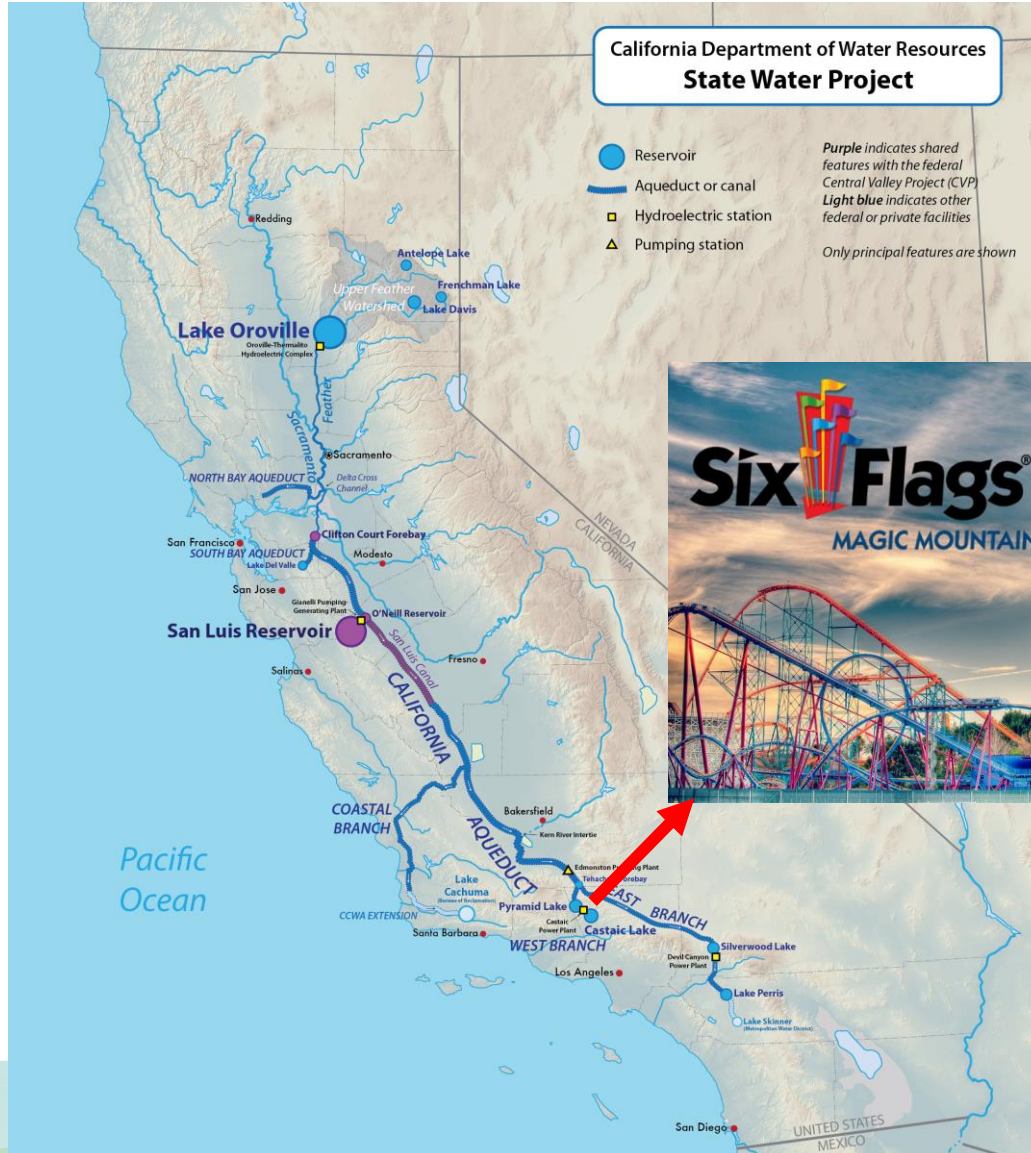 California Department of Water Resources
State Water Project
Reservoir
Aqueduct or canal
Hydroelectric station
Pumping station
Purple indicates shared
features with the federal
Central Valley Project (CVP)
Light blue indicates other
federal or private facilities
Only principal features are shown
Redding
Antelope Lake
Frenchman Lake
Upper Feather
Watershed
Lake Davis
Lake Oroville
Oroville-Thermalito
Hydroelectric Complex
Feather
Sacramento
Sacramento
NORTH BAY AQUEDUCT
Delta Cross
Channel
Clifton Court Forebay
San Francisco
SOUTH BAY AQUEDUCT
Lake Del Valle
Modesto
San Jose
Gianelli Pumping-
Generating Plant
O'Neill Reservoir
San Luis Reservoir
San Luis Canal
Fresno
Salinas
CALIFORNIA
AQUEDUCT
NEVADA
CALIFORNIA
Six Flags®
MAGIC MOUNTAIN
COASTAL
BRANCH
Bakersfield
Kern River Intertie
Pacific
Ocean
Edmonston Pumping Plant
Forebay
Lake
Cachuma
(Bureau of Reclamation)
CCWA EXTENSION
Pyramid Lake
EAST BRANCH
Castaic
Power Plant
Castaic Lake
Santa Barbara
WEST BRANCH
Silverwood Lake
Devil Canyon
Power Plant
Los Angeles
Lake Perris
Lake Skinner
(Metropolitan Water District)
San Diego
UNITED STATES
MEXICO